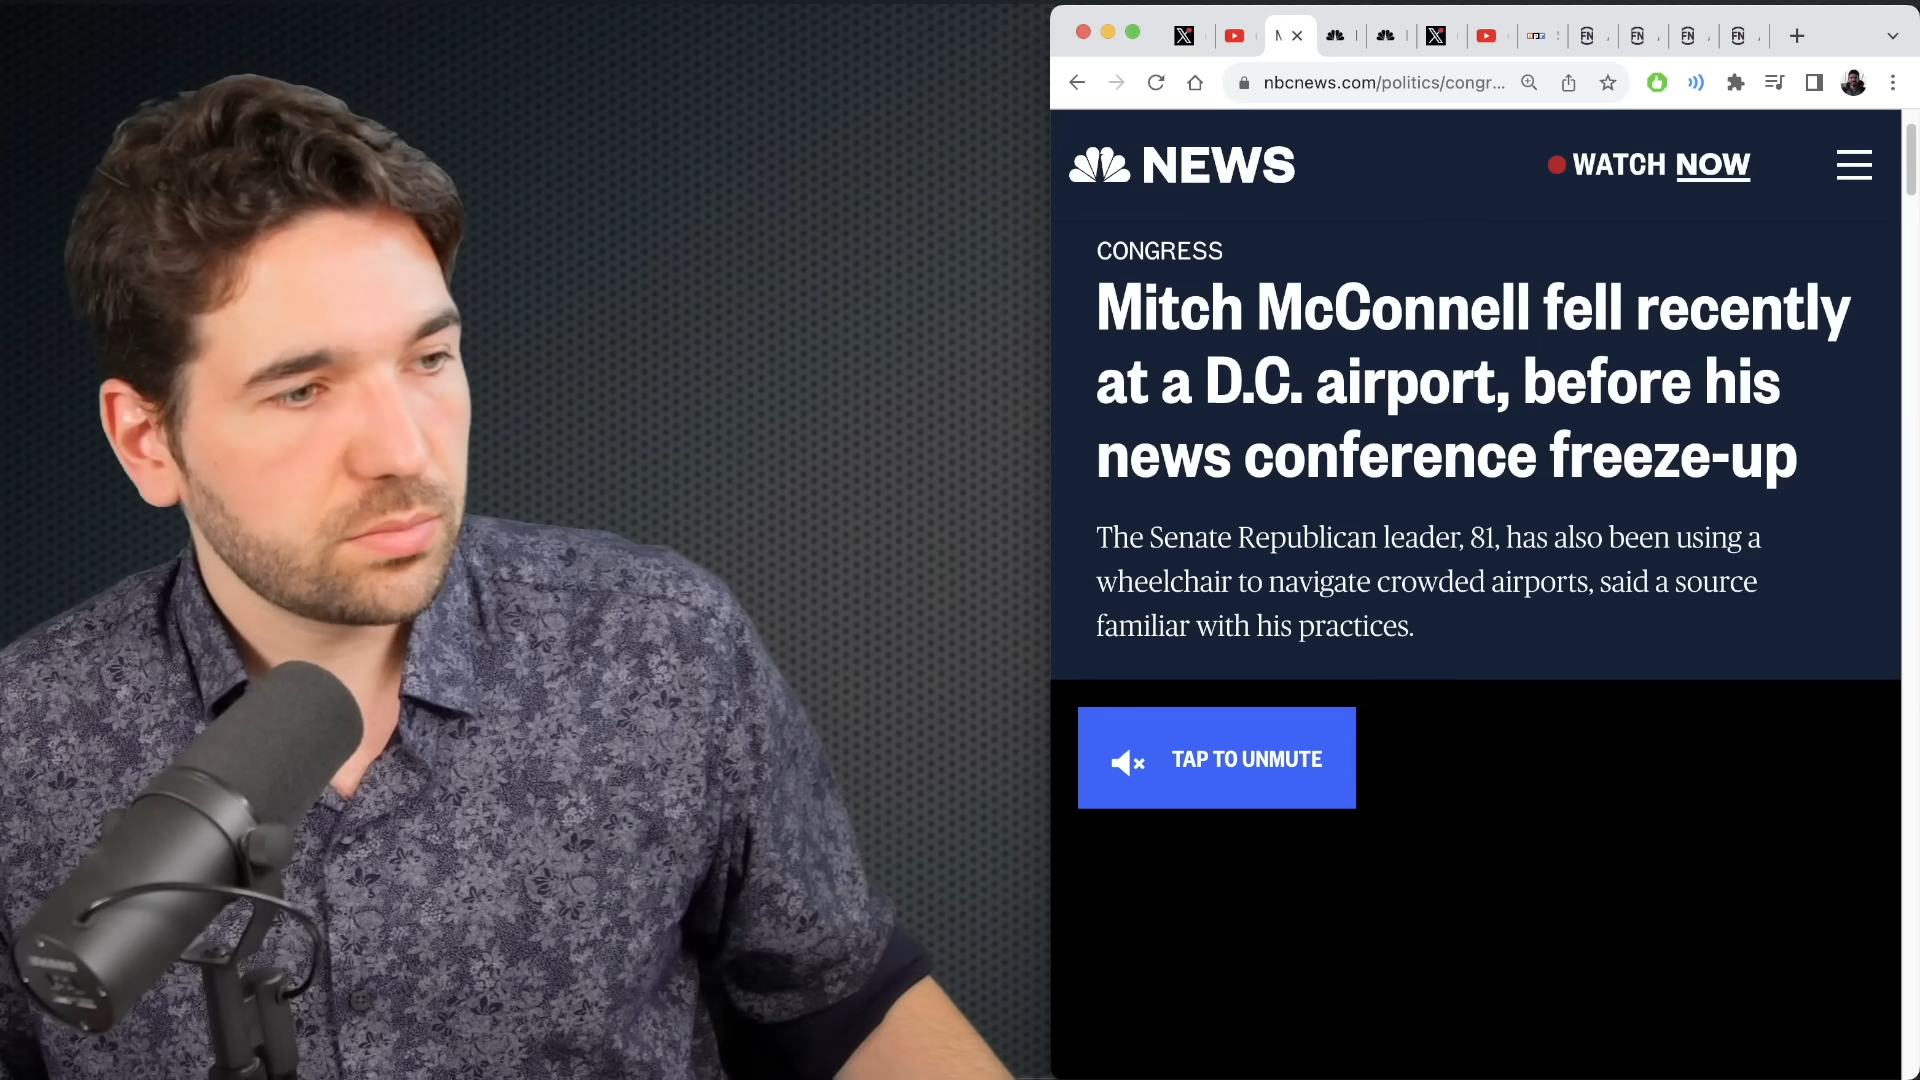 nbcnews.com/politics/congr...
NEWS
WATCH NOW
CONGRESS
Mitch McConnell fell recently
at a D.C. airport, before his
news conference freeze-up
The Senate Republican leader, 81, has also been using a
wheelchair to navigate crowded airports, said a source
familiar with his practices.
TAP TO UNMUTE